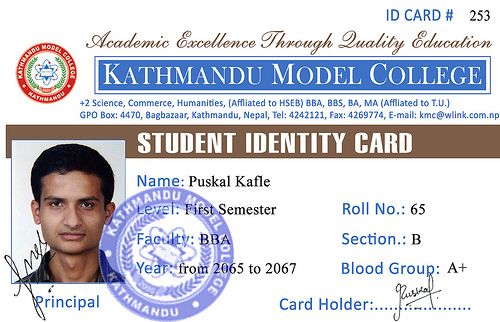 ID CARD # 253
Academic Excellence Through Quality Education
KATHMANDU MODEL COLLEGE
KATHMANDU MODEL COLLEGE
KATHMANDU
+2 Science, Commerce, Humanities, (Affliated to HSEB) BBA, BBS, BA, MA (Affliated to T.U.)
GPO Box: 4470, Bagbazaar, Kathmandu, Nepal, Tel: 4242121, Fax: 4269774, E-mail: kmc@wlink.com.np
STUDENT IDENTITY CARD
Name: Puskal Kafle
Level: First Semester Roll No.: 65
Faculty: BBA Section.: B
Year: from 2065 to 2067 Blood Group: A+
KATHMANDU MODEL COLLEGE
KATHMANDU
Principal Card Holder:....................